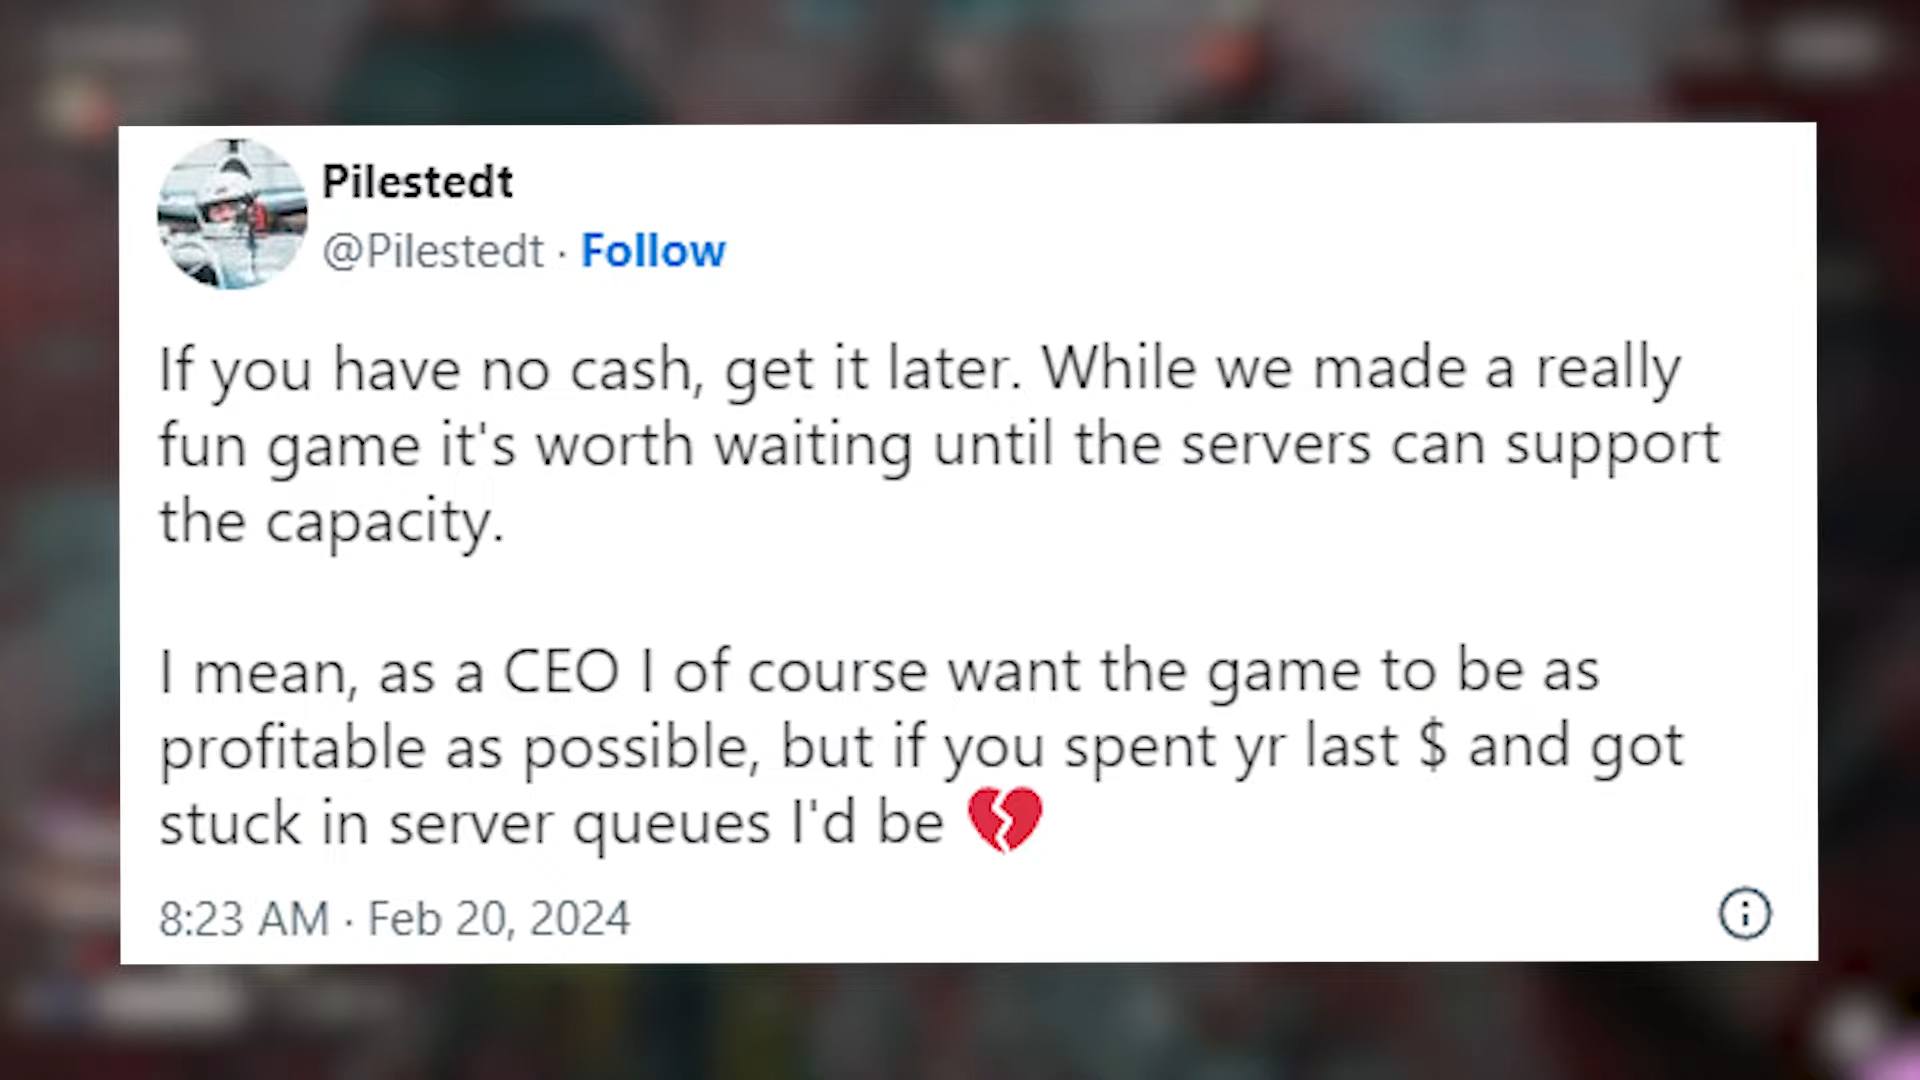 Pilestedt
@Pilestedt · Follow
If you have no cash, get it later. While we made a really
fun game it's worth waiting until the servers can support
the capacity.
I mean, as a CEO I of course want the game to be as
profitable as possible, but if you spent yr last $ and got
stuck in server queues I'd be 💔
8:23 AM · Feb 20, 2024